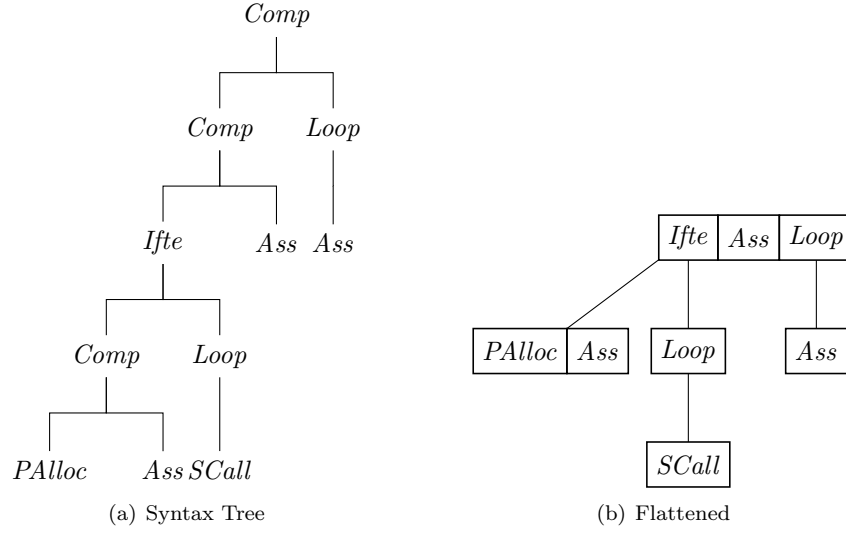 Comp
Comp Loop
Ifte Ass Ass
Comp Loop
PAlloc Ass SCall
(a) Syntax Tree
Ifte Ass Loop
PAlloc Ass Loop Ass
SCall
(b) Flattened